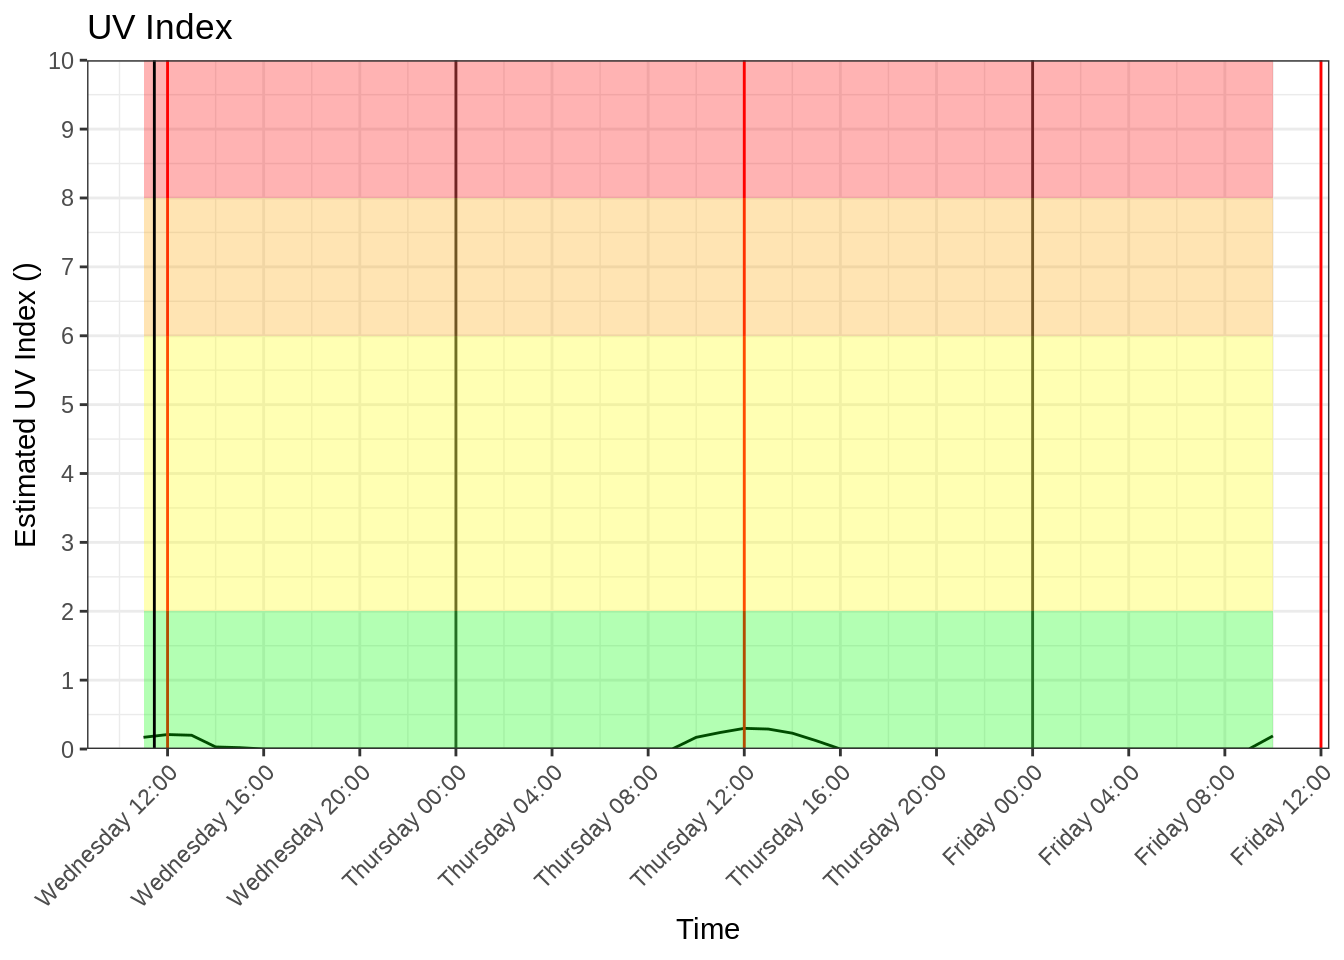 UV Index
Estimated UV Index ()
10
9
8
7
6
5
4
3
2
1
0
Wednesday 12:00
Wednesday 16:00
Wednesday 20:00
Thursday 00:00
Thursday 04:00
Thursday 08:00
Thursday 12:00
Thursday 16:00
Thursday 20:00
Friday 00:00
Friday 04:00
Friday 08:00
Friday 12:00
Time